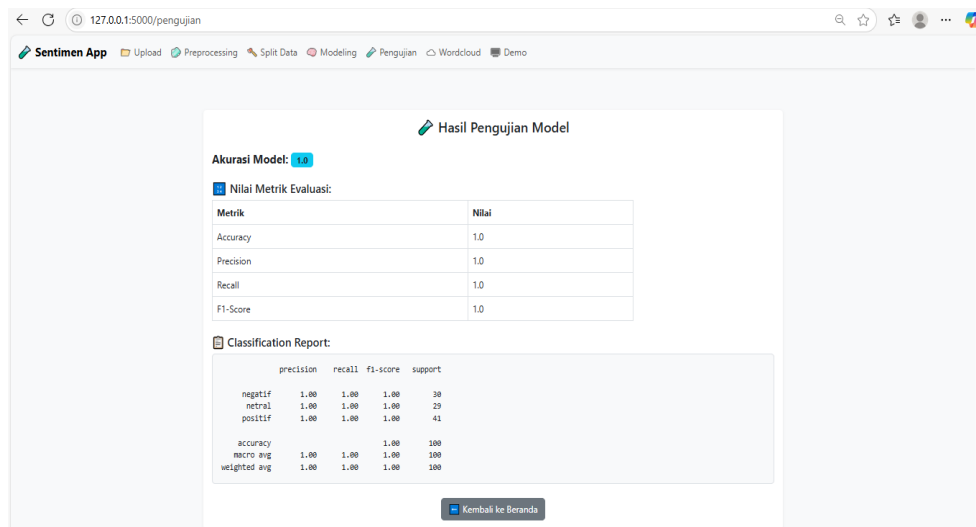 127.0.0.1:5000/pengujian
Sentimen App Upload Preprocessing Split Data Modeling Pengujian Wordcloud Demo
Hasil Pengujian Model
Akurasi Model: 1.0
Nilai Metrik Evaluasi:
Metrik Nilai
Accuracy 1.0
Precision 1.0
Recall 1.0
F1-Score 1.0
Classification Report:
precision recall f1-score support
negatif 1.00 1.00 1.00 30
netral 1.00 1.00 1.00 29
positif 1.00 1.00 1.00 41
accuracy 1.00 100
macro avg 1.00 1.00 1.00 100
weighted avg 1.00 1.00 1.00 100
Kembali ke Beranda